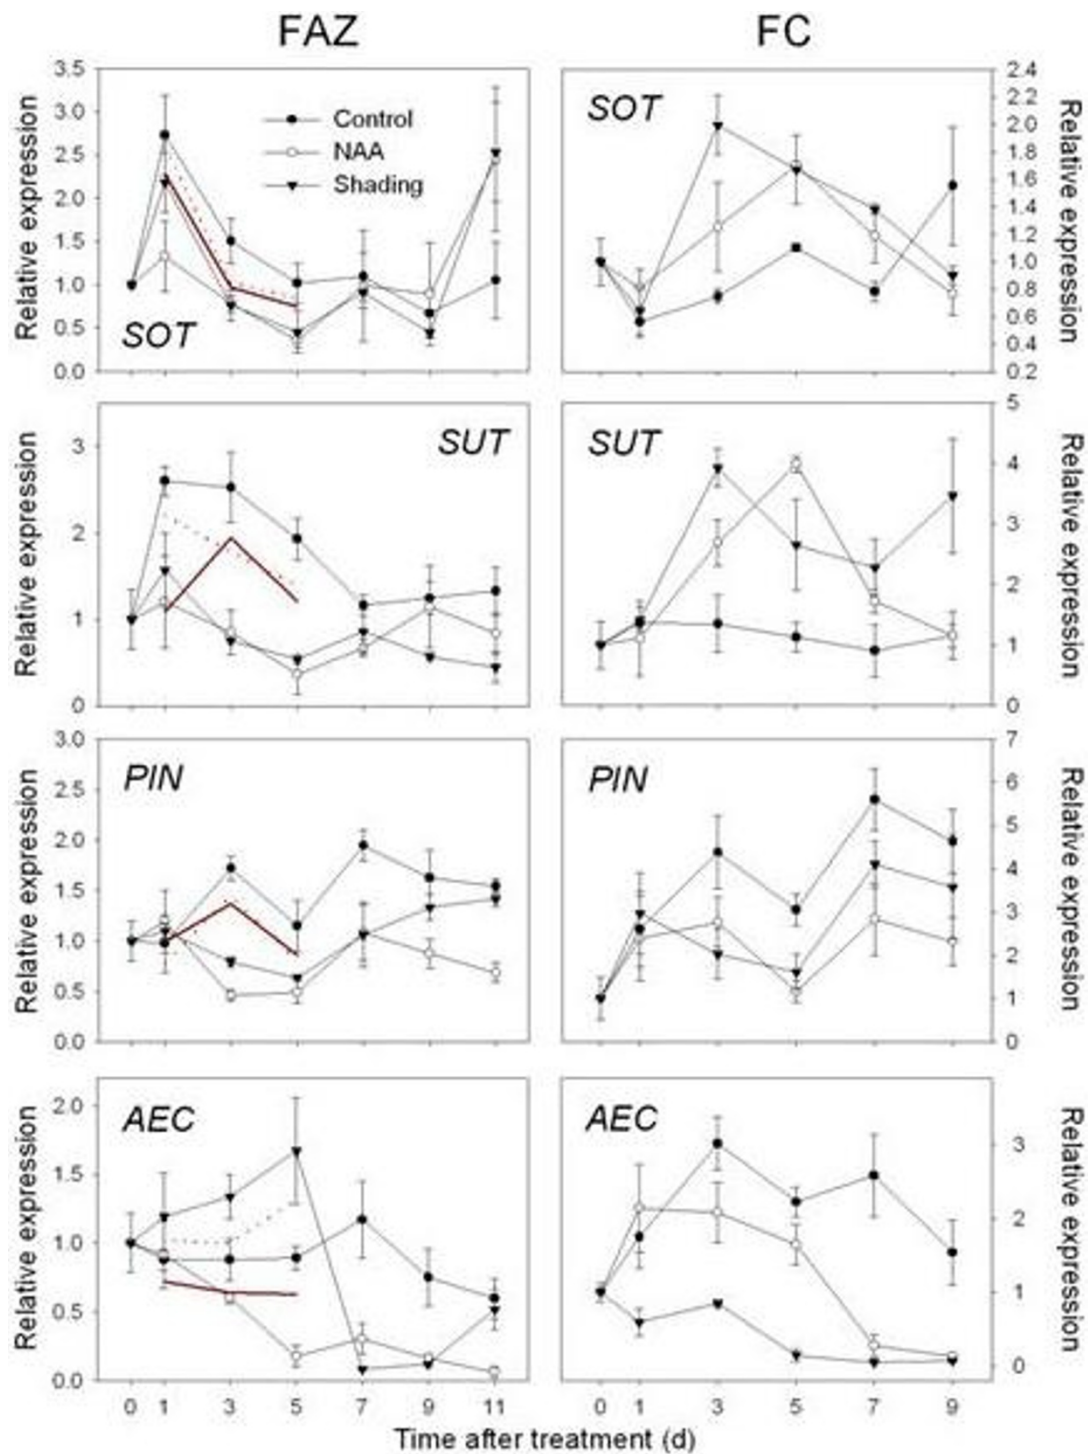 FAZ FC
3.5 2.4
3.0 2.2
2.5 2.0
2.0 1.8
1.5 1.6
1.0 1.4
0.5 1.2
0.0 1.0
0.8
0.6
0.4
0.2
Relative expression
Control
NAA
Shading
SOT
SOT
Relative expression
3 5
2 4
1 3
0 2
1
0
Relative expression
SUT
SUT
Relative expression
3.0 7
2.5 6
2.0 5
1.5 4
1.0 3
0.5 2
0.0 1
0
Relative expression
PIN
PIN
Relative expression
2.0 3
1.5 2
1.0 1
0.5 0
0.0
Relative expression
AEC
AEC
Relative expression
0 1 3 5 7 9 11 0 1 3 5 7 9
Time after treatment (d)